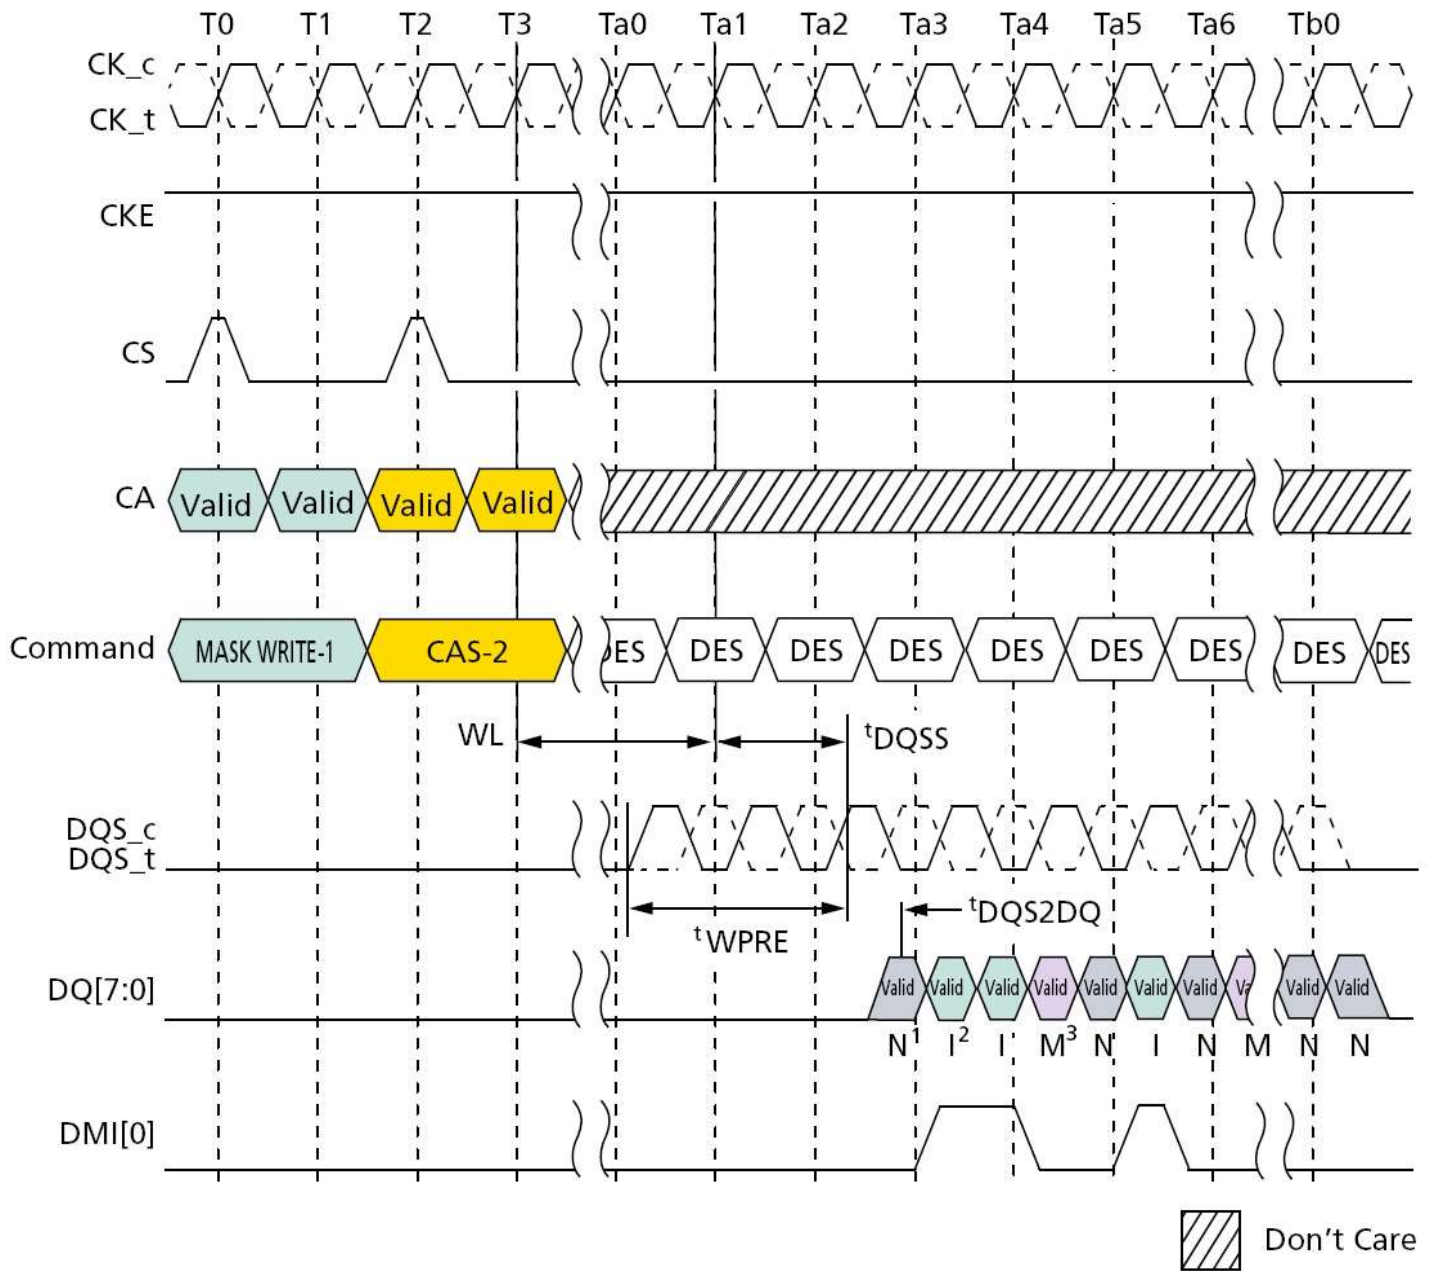 T0 T1 T2 T3 Ta0 Ta1 Ta2 Ta3 Ta4 Ta5 Ta6 Tb0
CK_c
CK_t
CKE
CS
CA Valid Valid Valid Valid
Command MASK WRITE-1 CAS-2 DES DES DES DES DES DES DES DES DES
WL tDQSS
DQS_c
DQS_t
tDQS2DQ
tWPRE
DQ[7:0] Valid Valid Valid Valid Valid Valid Valid Va Valid Valid
N1 I2 I M3 N I N M N N
DMI[0]
Don't Care